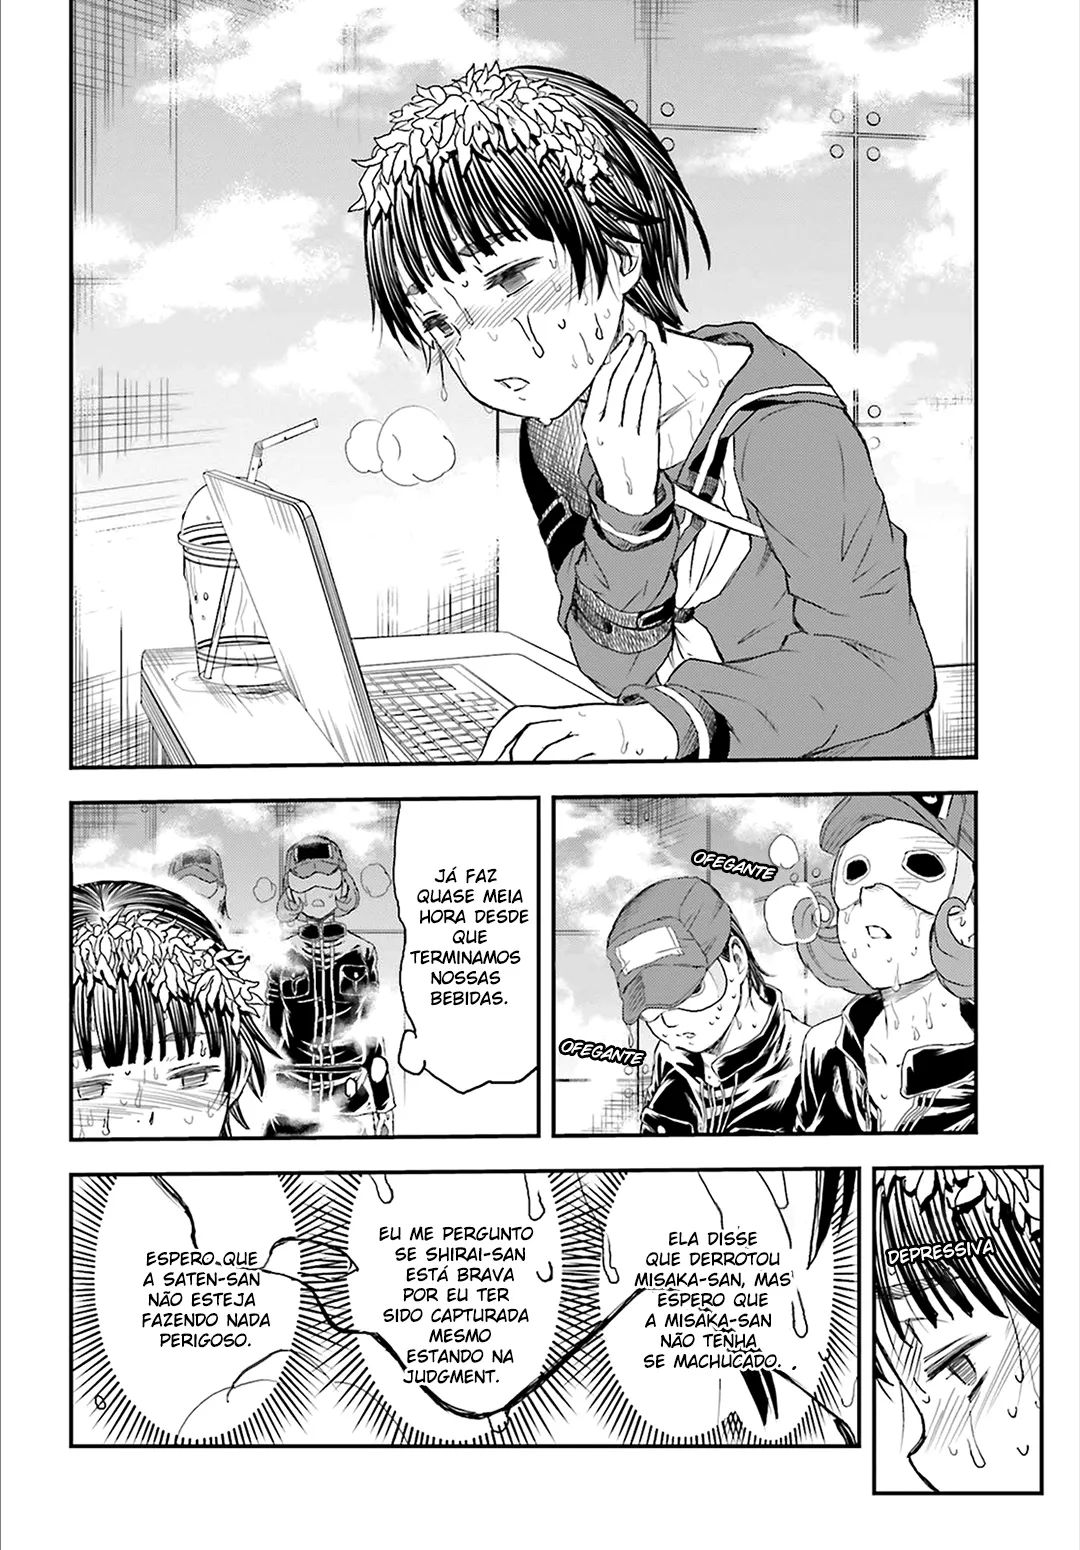 OFEGANTE
OFEGANTE
JÁ FAZ
QUASE MEIA
HORA DESDE
QUE
TERMINAMOS
NOSSAS
BEBIDAS.
DEPRESSIVA
ELA DISSE
QUE DERROTOU
MISAKA-SAN, MAS
ESPERO QUE
A MISAKA-SAN
NÃO TENHA
SE MACHUCADO.
EU ME PERGUNTO
SE SHIRAI-SAN
ESTÁ BRAVA
POR EU TER
SIDO CAPTURADA
MESMO
ESTANDO NA
JUDGMENT.
ESPERO QUE
A SATEN-SAN
NÃO ESTEJA
FAZENDO NADA
PERIGOSO.